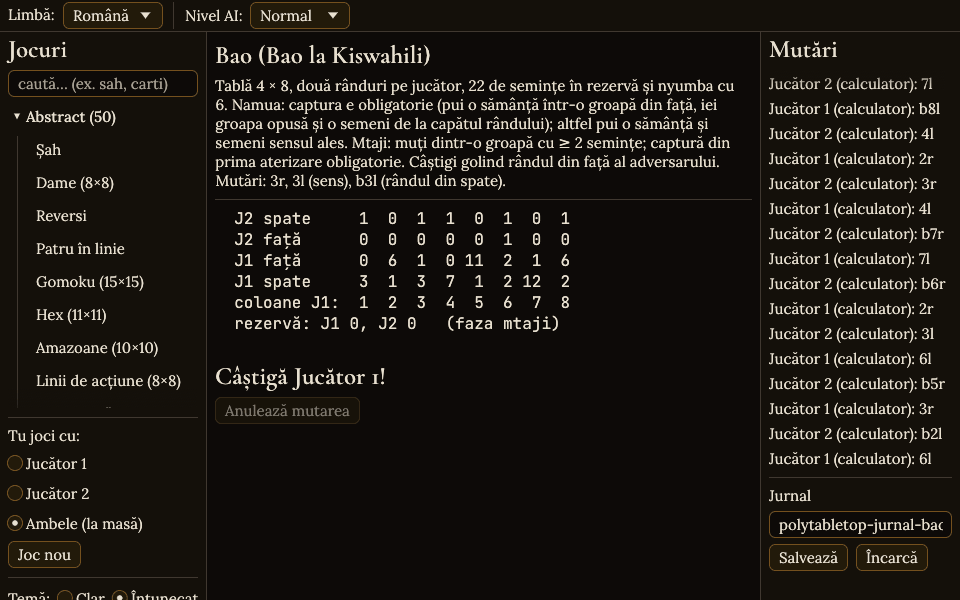 Limbă: Română Nivel AI: Normal
Jocuri
caută... (ex. sah, carti)
Abstract (50)
Șah
Dame (8×8)
Reversi
Patru în linie
Gomoku (15×15)
Hex (11×11)
Amazoane (10×10)
Linii de acțiune (8×8)
Tu joci cu:
Jucător 1
Jucător 2
Ambele (la masă)
Joc nou
Temă: Clar Întunecat
Bao (Bao la Kiswahili)
Tablă 4 × 8, două rânduri pe jucător, 22 de semințe în rezervă și nyumba cu
6. Namua: captura e obligatorie (pui o sămânță într-o groapă din față, iei
groapa opusă și o semeni de la capătul rândului); altfel pui o sămânță și
semeni sensul ales. Mtaji: muți dintr-o groapă cu ≥ 2 semințe; captură din
prima aterizare obligatorie. Câștigi golind rândul din față al adversarului.
Mutări: 3r, 3l (sens), b3l (rândul din spate).
J2 spate 1 0 1 1 0 1 0 1
J2 față 0 0 0 0 0 1 0 0
J1 față 0 6 1 0 11 2 1 6
J1 spate 3 1 3 7 1 2 12 2
coloane J1: 1 2 3 4 5 6 7 8
rezervă: J1 0, J2 0 (faza mtaji)
Câștigă Jucător 1!
Anulează mutarea
Mutări
Jucător 2 (calculator): 7l
Jucător 1 (calculator): b8l
Jucător 2 (calculator): 4l
Jucător 1 (calculator): 2r
Jucător 2 (calculator): 3r
Jucător 1 (calculator): 4l
Jucător 2 (calculator): b7r
Jucător 1 (calculator): 7l
Jucător 2 (calculator): b6r
Jucător 1 (calculator): 2r
Jucător 2 (calculator): 3l
Jucător 1 (calculator): 6l
Jucător 2 (calculator): b5r
Jucător 1 (calculator): 3r
Jucător 2 (calculator): b2l
Jucător 1 (calculator): 6l
Jurnal
polytabletop-jurnal-bao
Salvează Încarcă